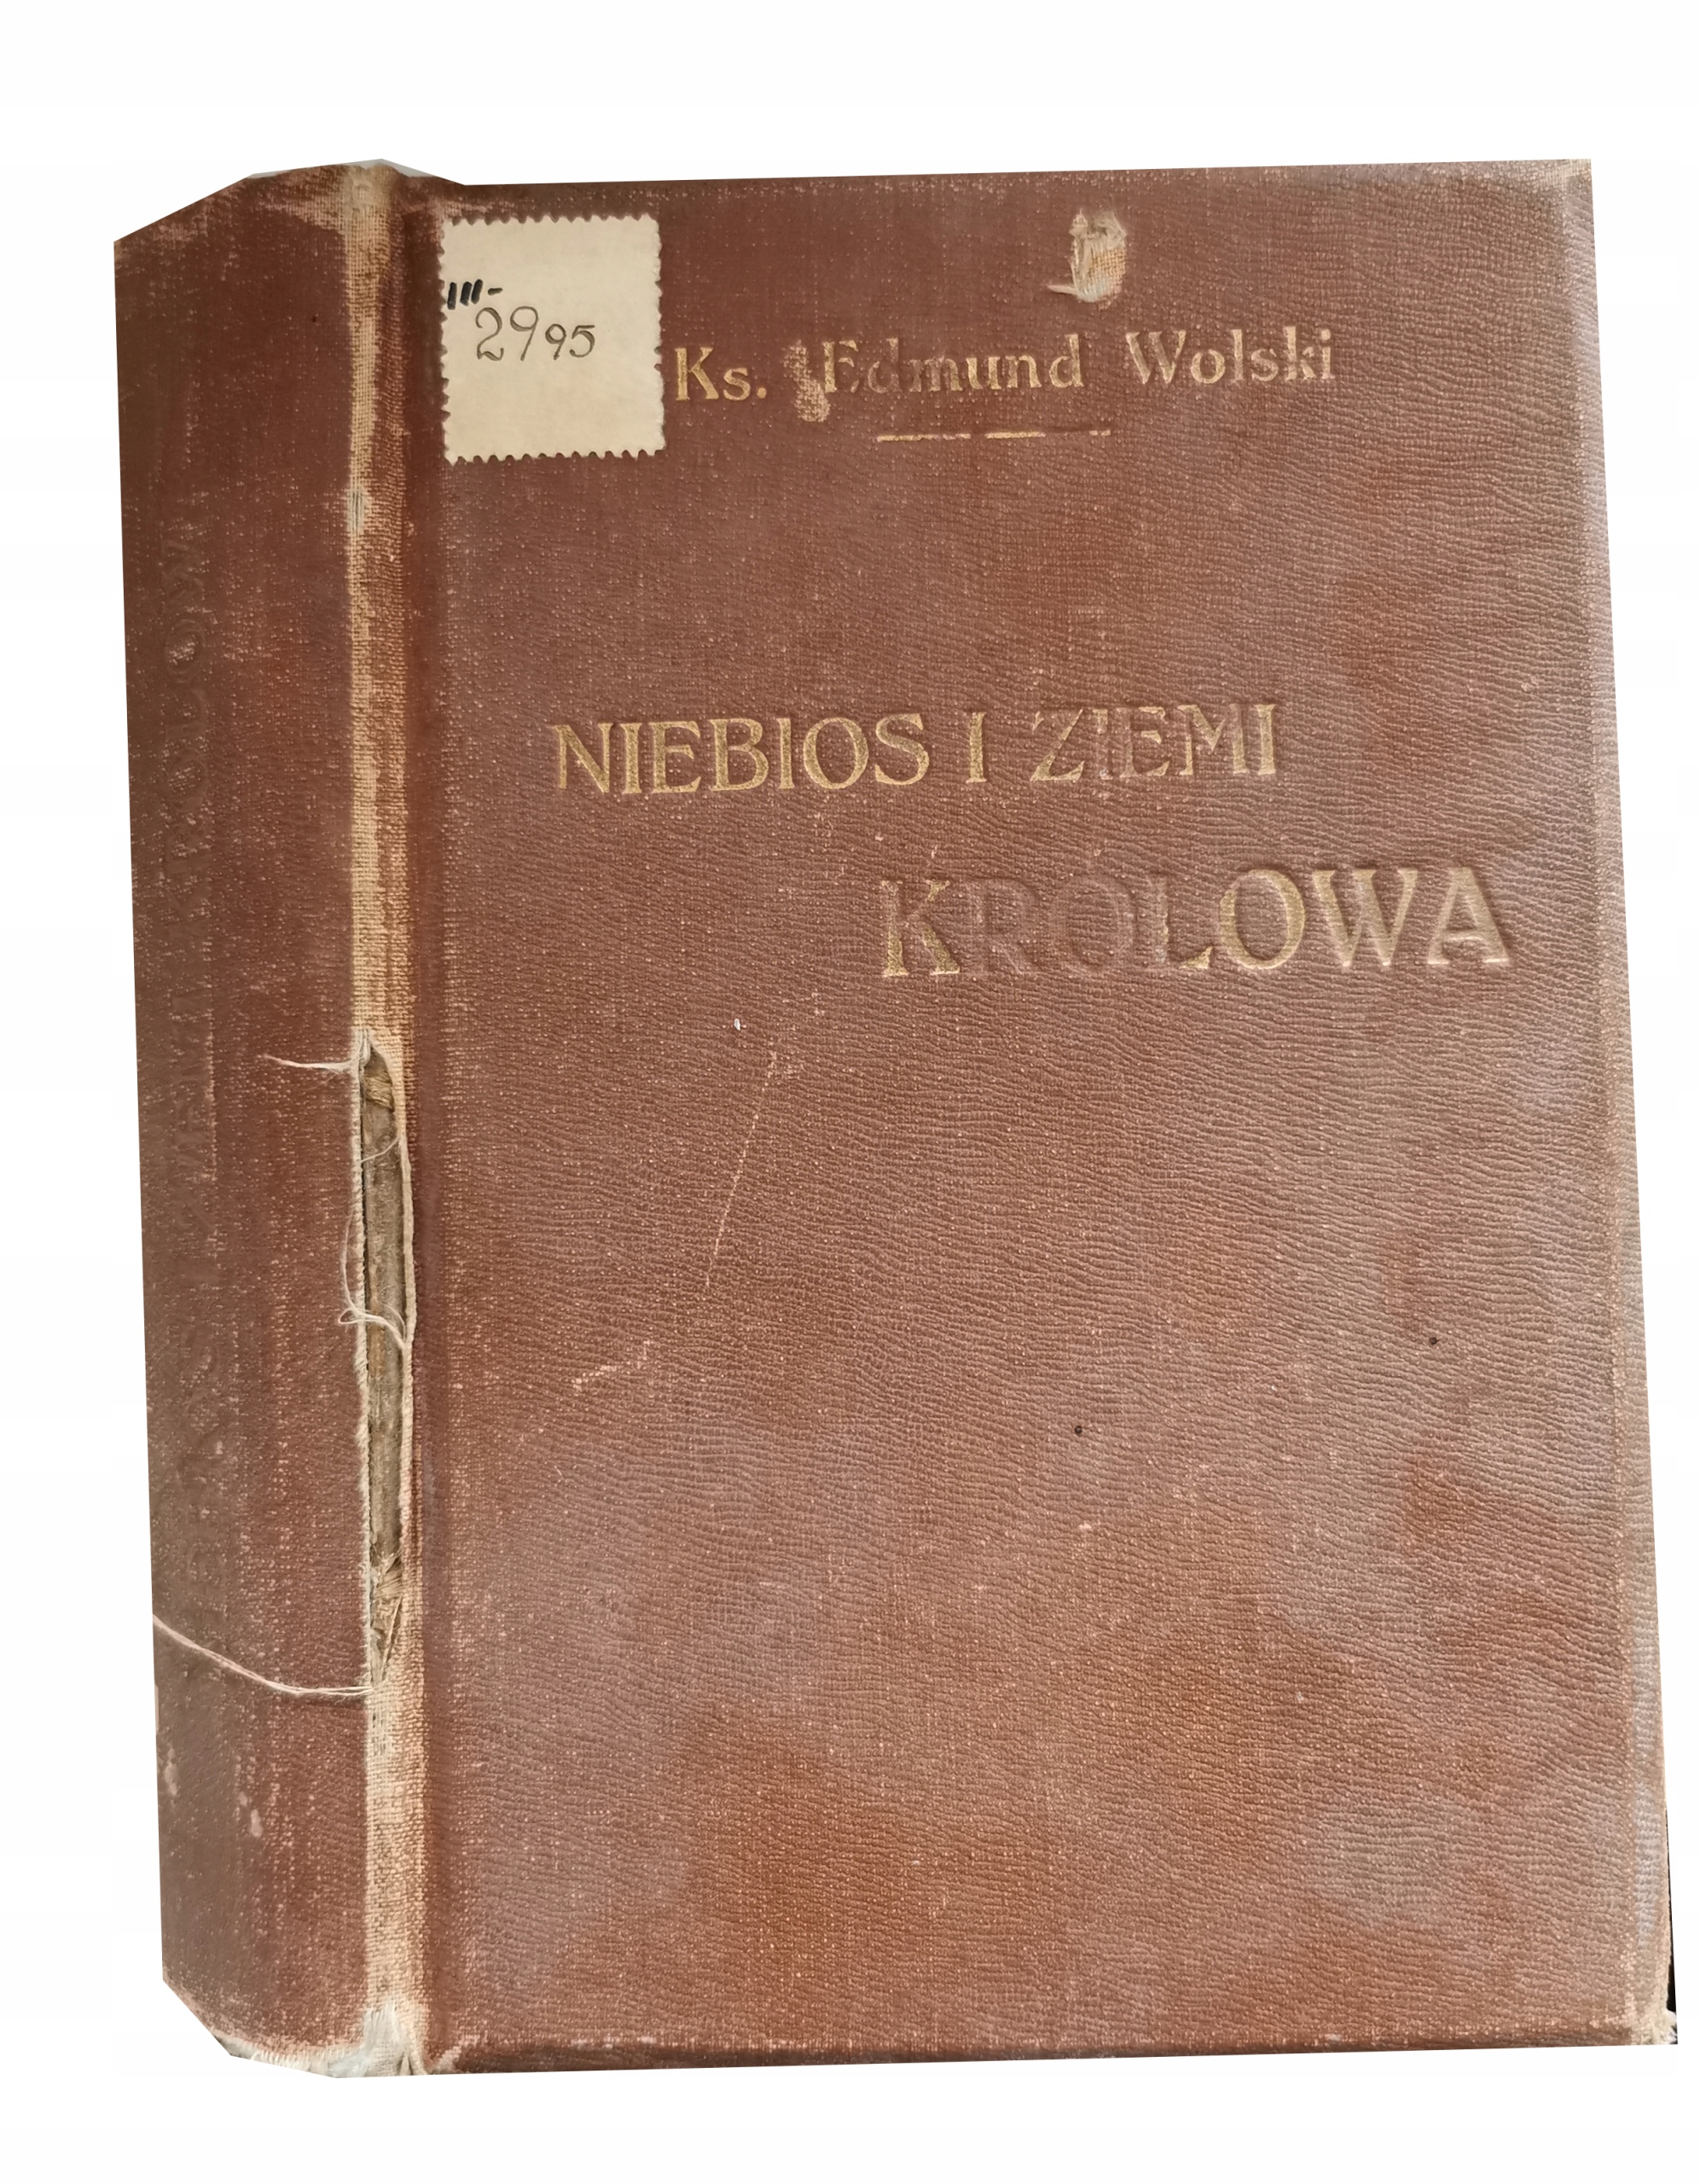 III-
2995
Ks. Edmund Wolski
NIEBIOS I ZIEMI
KRÓLOWA